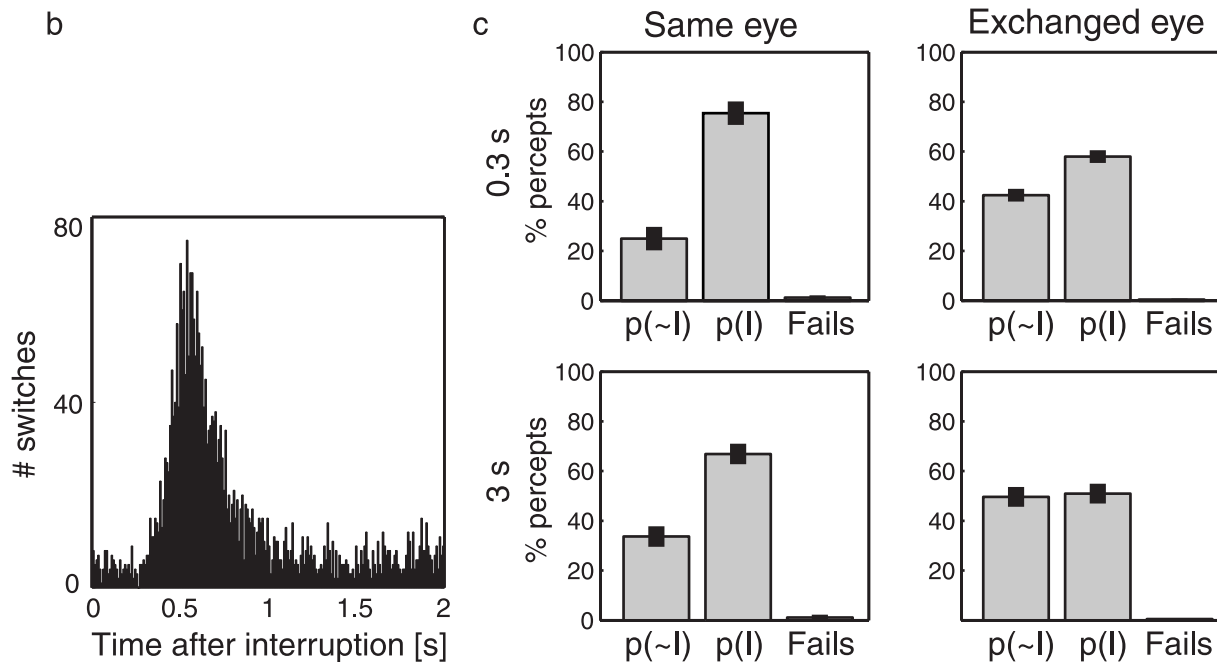 b
80
40
0
# switches
0 0.5 1 1.5 2
Time after interruption [s]
c
Same eye
Exchanged eye
0.3 s
% percepts
100
80
60
40
20
0
p(~I) p(I) Fails
100
80
60
40
20
0
p(~I) p(I) Fails
3 s
% percepts
100
80
60
40
20
0
p(~I) p(I) Fails
100
80
60
40
20
p(~I) p(I) Fails